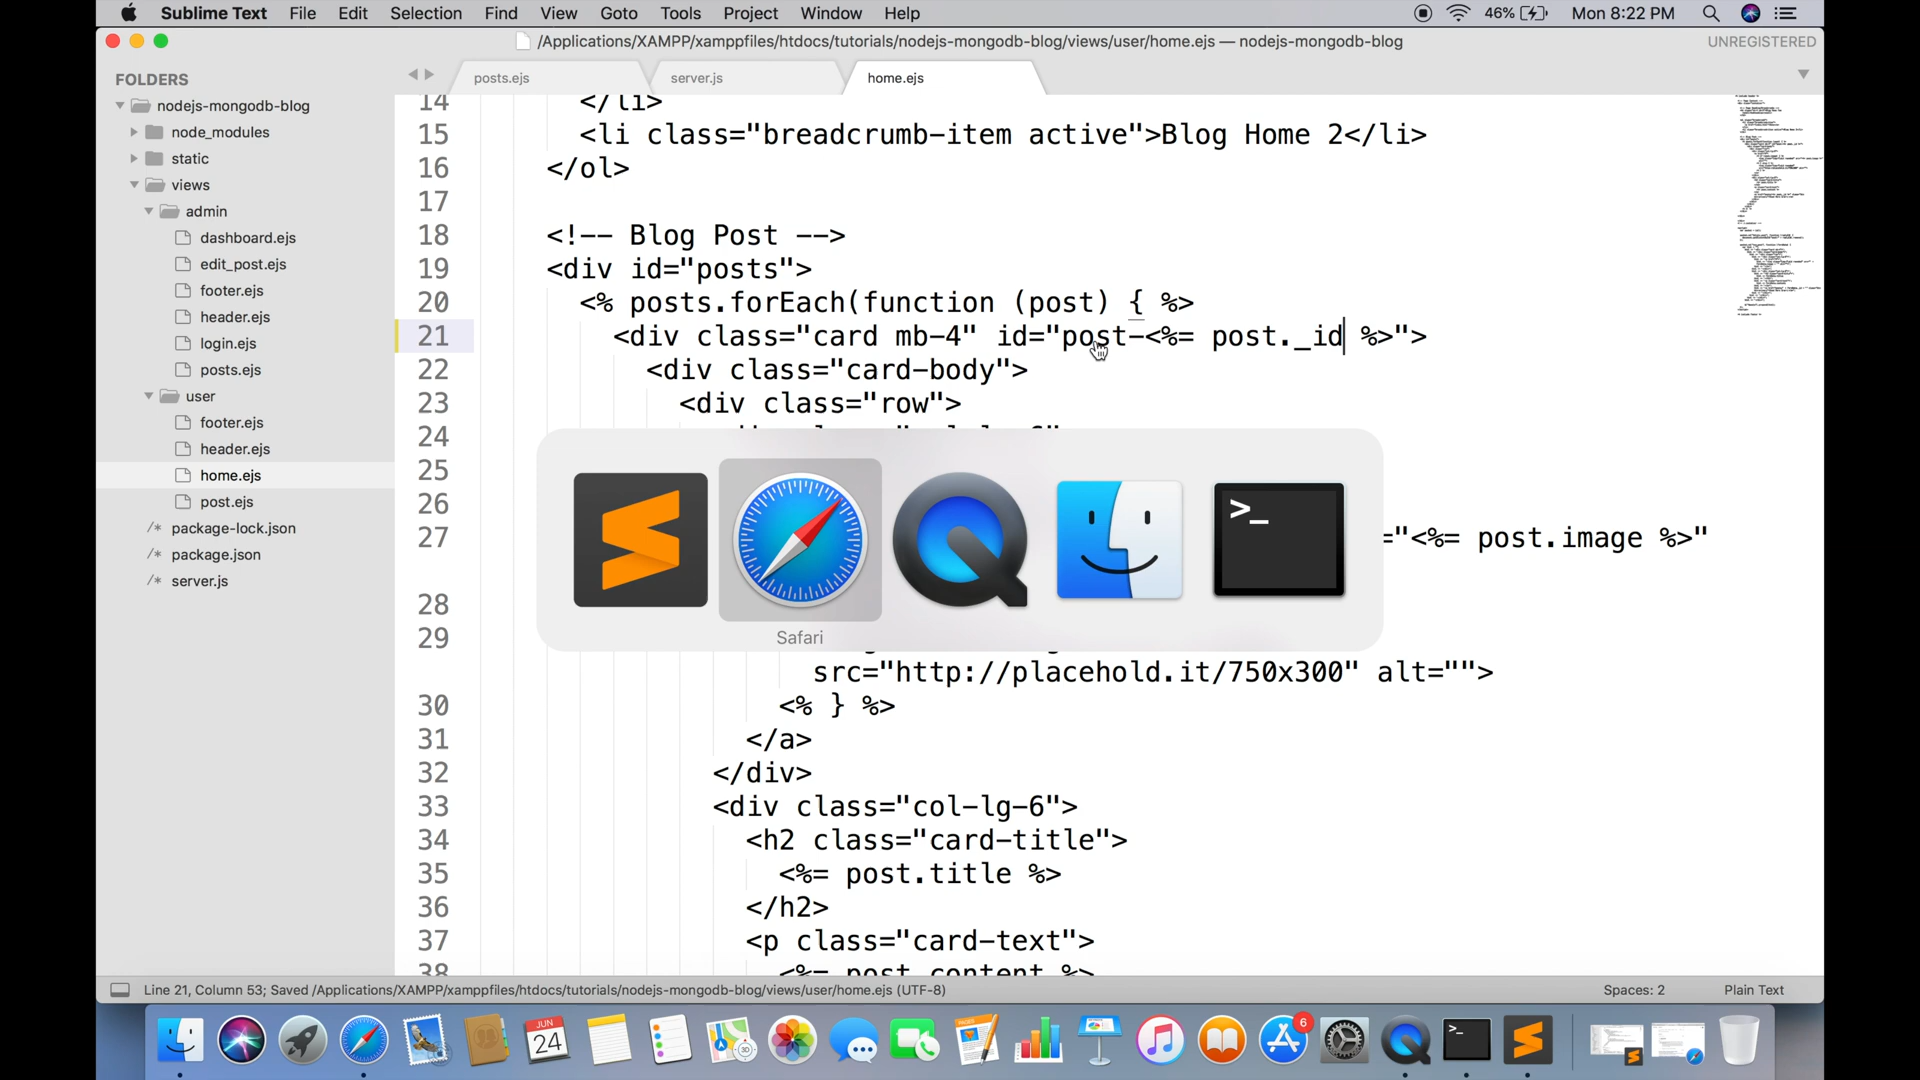 Sublime Text File Edit Selection Find View Goto Tools Project Window Help 46% Mon 8:22 PM
/Applications/XAMPP/xamppfiles/htdocs/tutorials/nodejs-mongodb-blog/views/user/home.ejs — nodejs-mongodb-blog UNREGISTERED
posts.ejs server.js home.ejs
FOLDERS
nodejs-mongodb-blog
node_modules
static
views
admin
dashboard.ejs
edit_post.ejs
footer.ejs
header.ejs
login.ejs
posts.ejs
user
footer.ejs
header.ejs
home.ejs
post.ejs
/* package-lock.json
/* package.json
/* server.js
14 </li>
15 <li class="breadcrumb-item active">Blog Home 2</li>
16 </ol>
17
18 <!-- Blog Post -->
19 <div id="posts">
20 <% posts.forEach(function (post) { %>
21 <div class="card mb-4" id="post-<%= post._id %>">
22 <div class="card-body">
23 <div class="row">
24
25
26
27 ="<%= post.image %>"
28
29
src="http://placehold.it/750x300" alt="">
30 <% } %>
31 </a>
32 </div>
33 <div class="col-lg-6">
34 <h2 class="card-title">
35 <%= post.title %>
36 </h2>
37 <p class="card-text">
38 <%= post.content %>
Safari
Line 21, Column 53; Saved /Applications/XAMPP/xamppfiles/htdocs/tutorials/nodejs-mongodb-blog/views/user/home.ejs (UTF-8) Spaces: 2 Plain Text
JUN
24
6